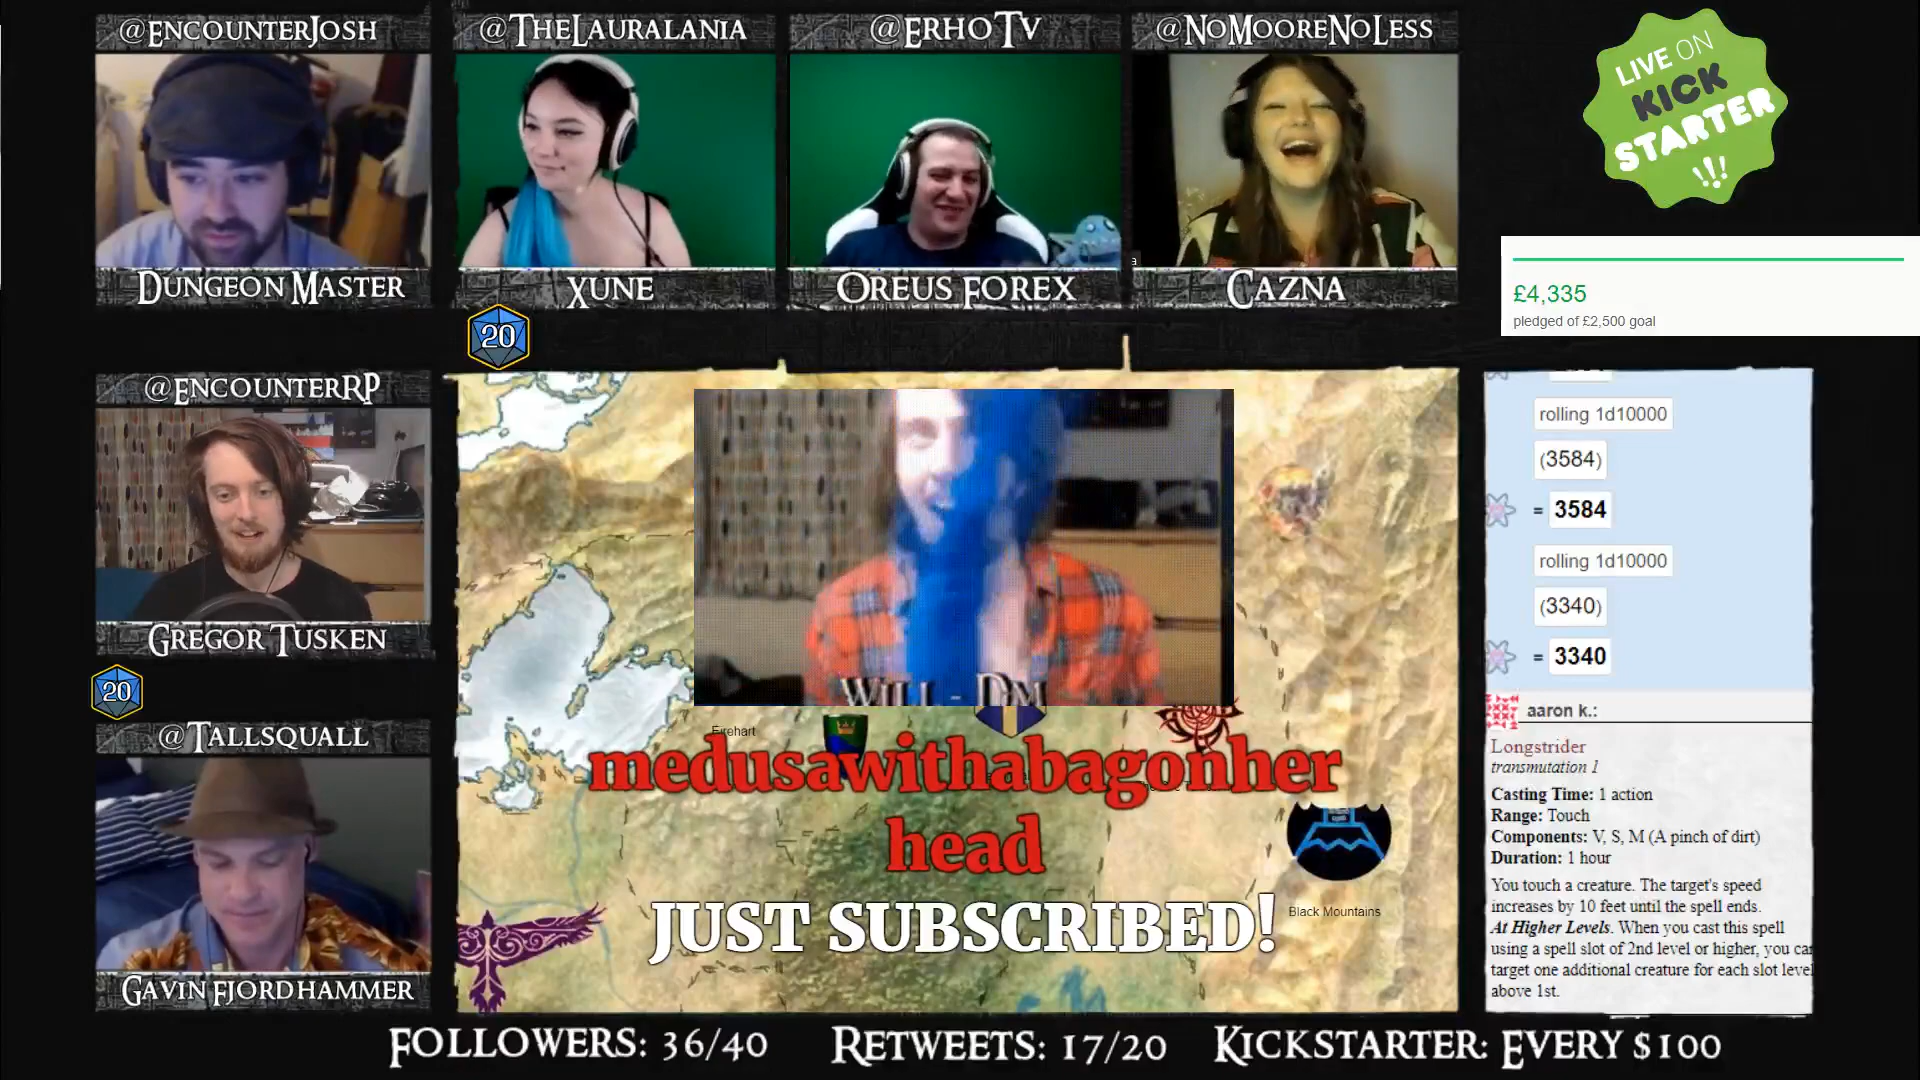 @EncounterJosh
@TheLauralania
@ErhoTv
@NoMooreNoLess
LIVE ON
KICK
STARTER
!!!
Dungeon Master
Xune
Oreus Forex
Cazna
£4,335
pledged of £2,500 goal
20
@EncounterRP
Gregor Tusken
20
@Tallsquall
Gavin Fjordhammer
Will - Dm
medusawithabagonher
head
JUST SUBSCRIBED!
Black Mountains
rolling 1d10000
(3584)
= 3584
rolling 1d10000
(3340)
= 3340
aaron k.:
Longstrider
transmutation 1
Casting Time: 1 action
Range: Touch
Components: V, S, M (A pinch of dirt)
Duration: 1 hour
You touch a creature. The target's speed
increases by 10 feet until the spell ends.
At Higher Levels. When you cast this spell
using a spell slot of 2nd level or higher, you can
target one additional creature for each slot level
above 1st.
Followers: 36/40
Retweets: 17/20
Kickstarter: Every $100